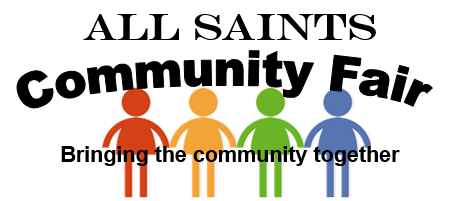 ALL SAINTS
Community Fair
Bringing the community together